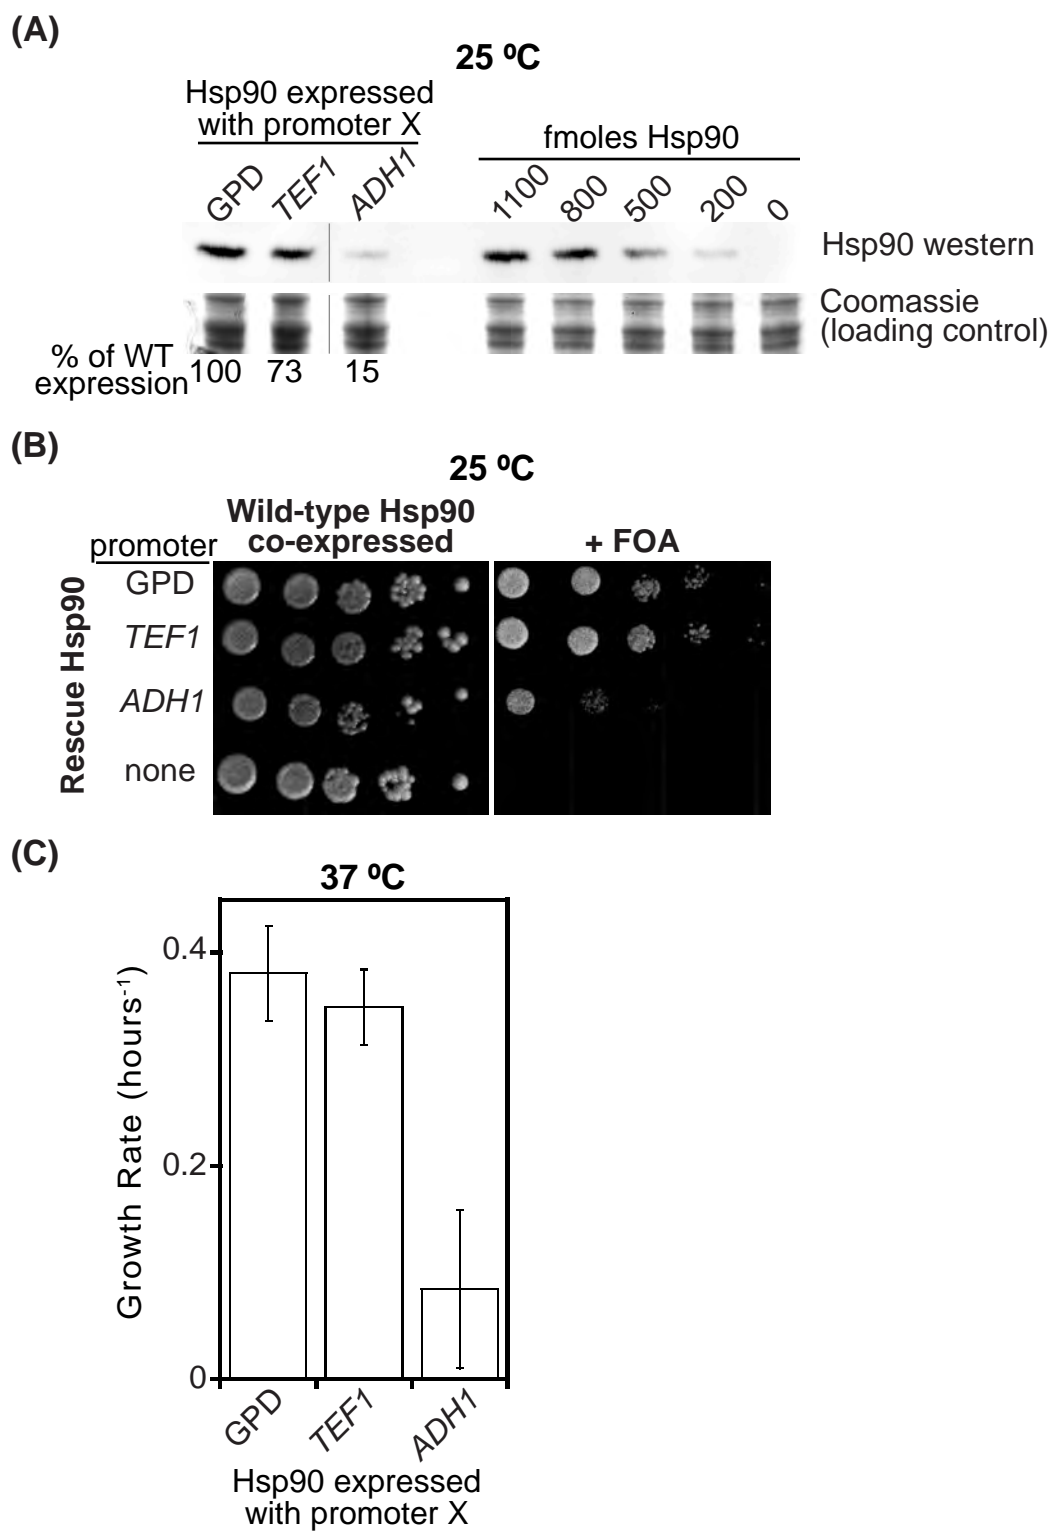 (A)
25 ºC
Hsp90 expressed
with promoter X
fmoles Hsp90
GPD TEF1 ADH1 1100 800 500 200 0
Hsp90 western
Coomassie
(loading control)
% of WT
expression
100 73 15
(B)
25 ºC
Wild-type Hsp90
co-expressed
+ FOA
promoter
Rescue Hsp90
GPD
TEF1
ADH1
none
(C)
37 ºC
Growth Rate (hours-1)
0.4
0.2
0
GPD TEF1 ADH1
Hsp90 expressed
with promoter X